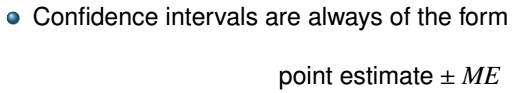 Confidence intervals are always of the form
point estimate ± ME